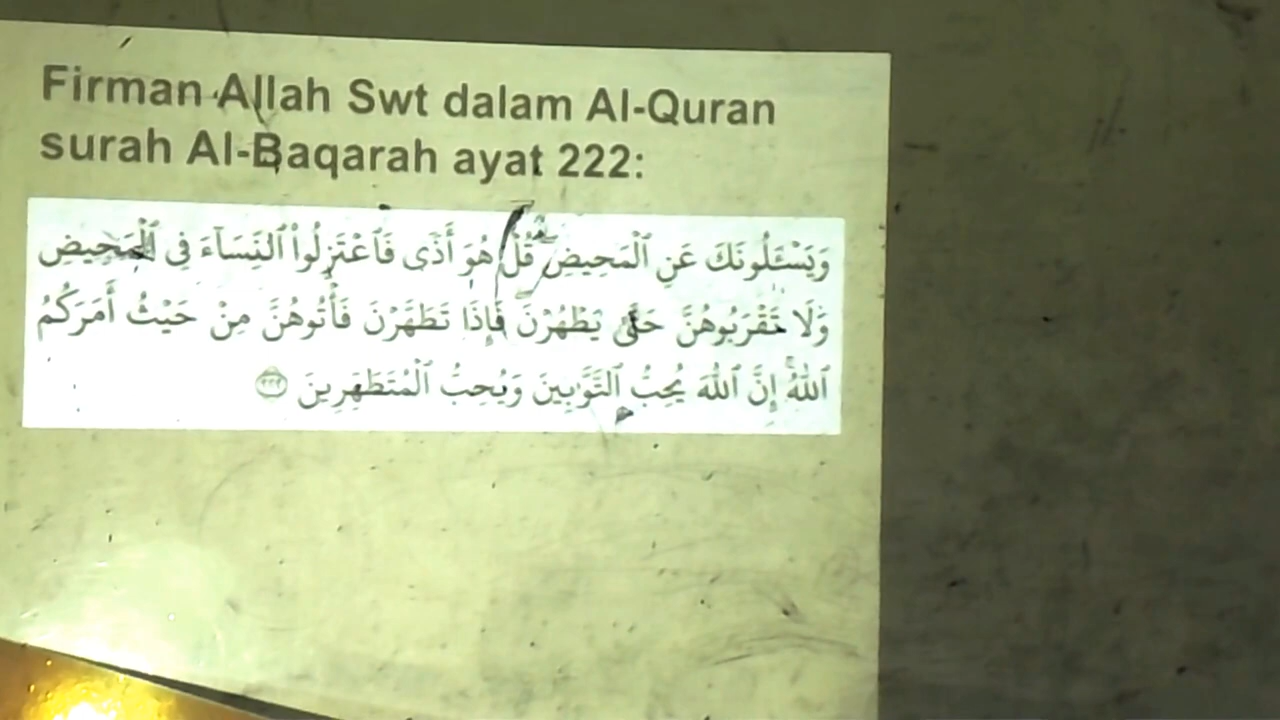 Firman Allah Swt dalam Al-Quran
surah Al-Baqarah ayat 222:
وَيَسْـَٔلُونَكَ عَنِ ٱلْمَحِيضِ ۖ قُلْ هُوَ أَذًى فَٱعْتَزِلُوا۟ ٱلنِّسَآءَ فِى ٱلْمَحِيضِ
وَلَا تَقْرَبُوهُنَّ حَتَّىٰ يَطْهُرْنَ فَإِذَا تَطَهَّرْنَ فَأْتُوهُنَّ مِنْ حَيْثُ أَمَرَكُمُ
ٱللَّهُ إِنَّ ٱللَّهَ يُحِبُّ ٱلتَّوَّٰبِينَ وَيُحِبُّ ٱلْمُتَطَهِّرِينَ ﴿٢٢٢﴾